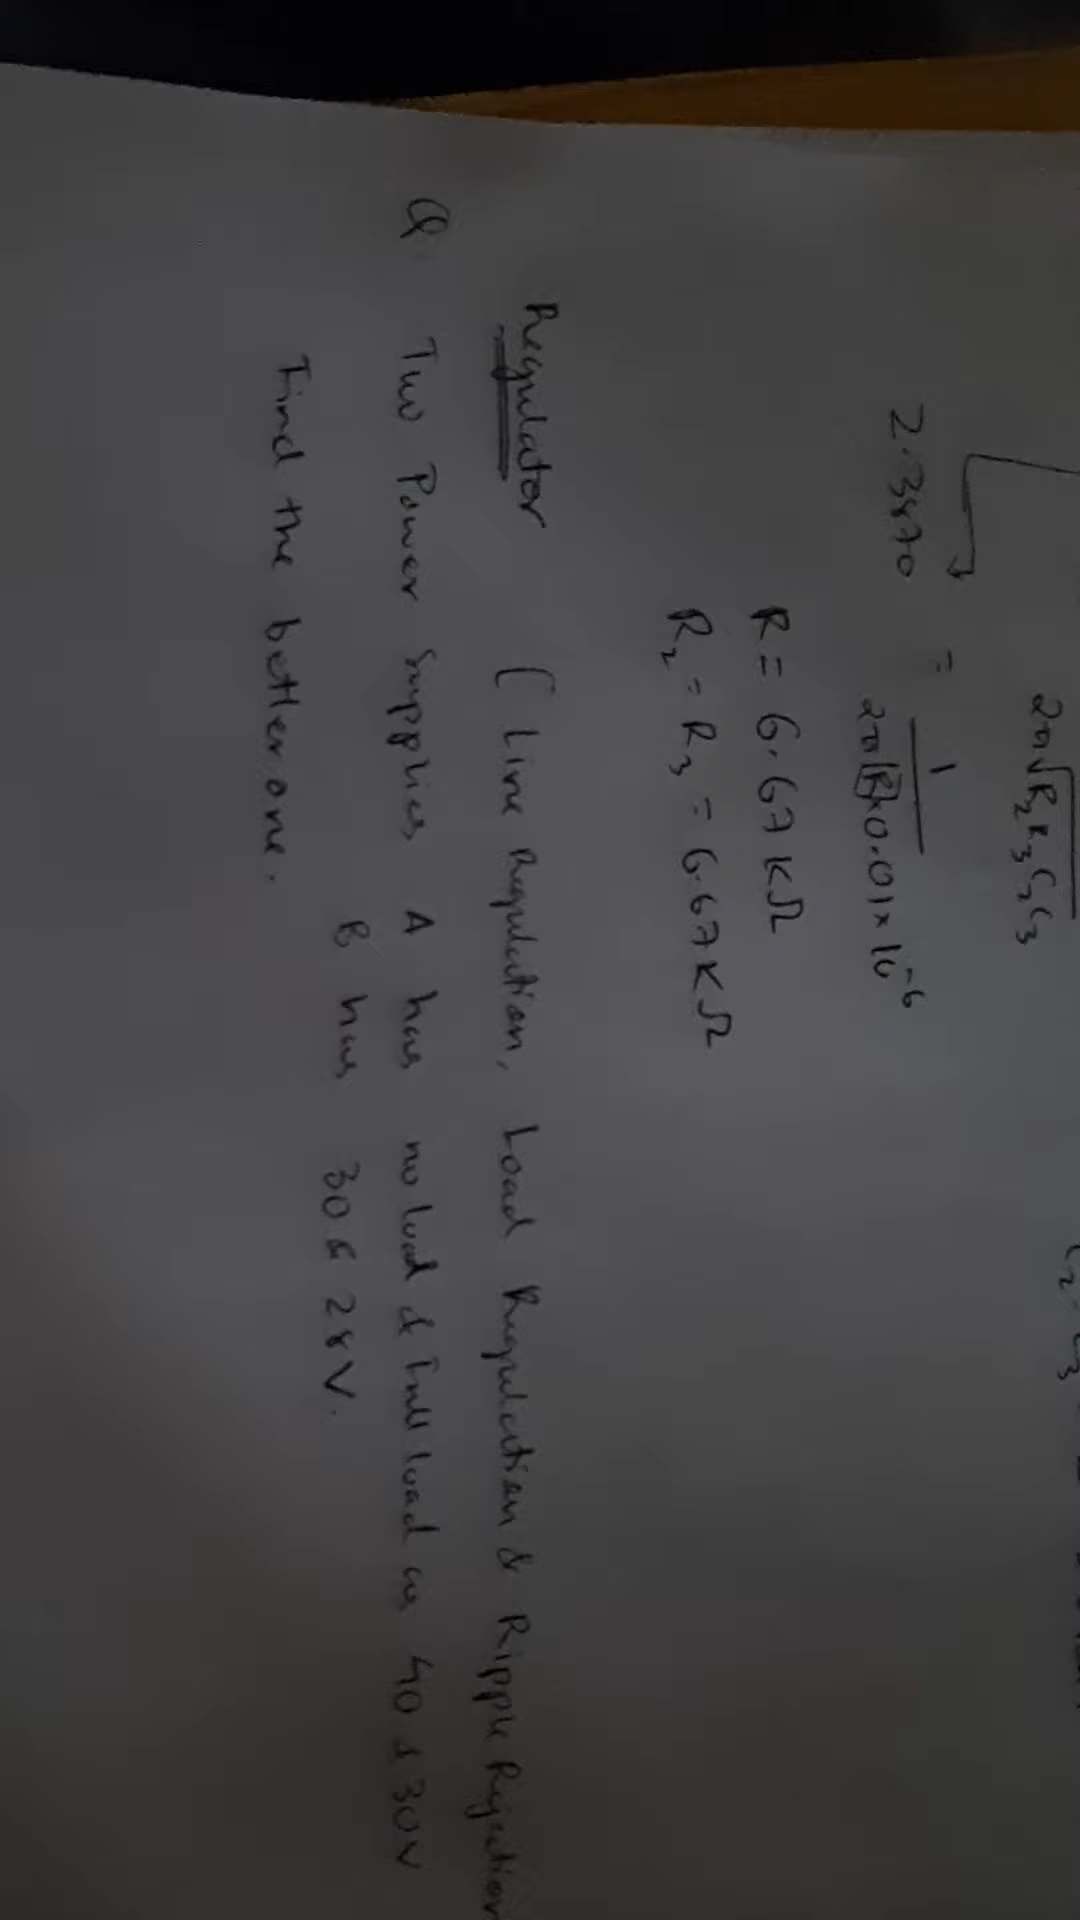 2π√R₂R₃C₂C₃
=
1
2.3870 2π(R)×0.01×10⁻⁶
R = 6.67 KΩ
R₂ = R₃ = 6.67 KΩ
Regulator ( Line Regulation, Load Regulation & Ripple Rejection
Q. Two Power Supplies A has no load & Full load as 40 & 30V
B has 30 & 28V.
Find the better one.